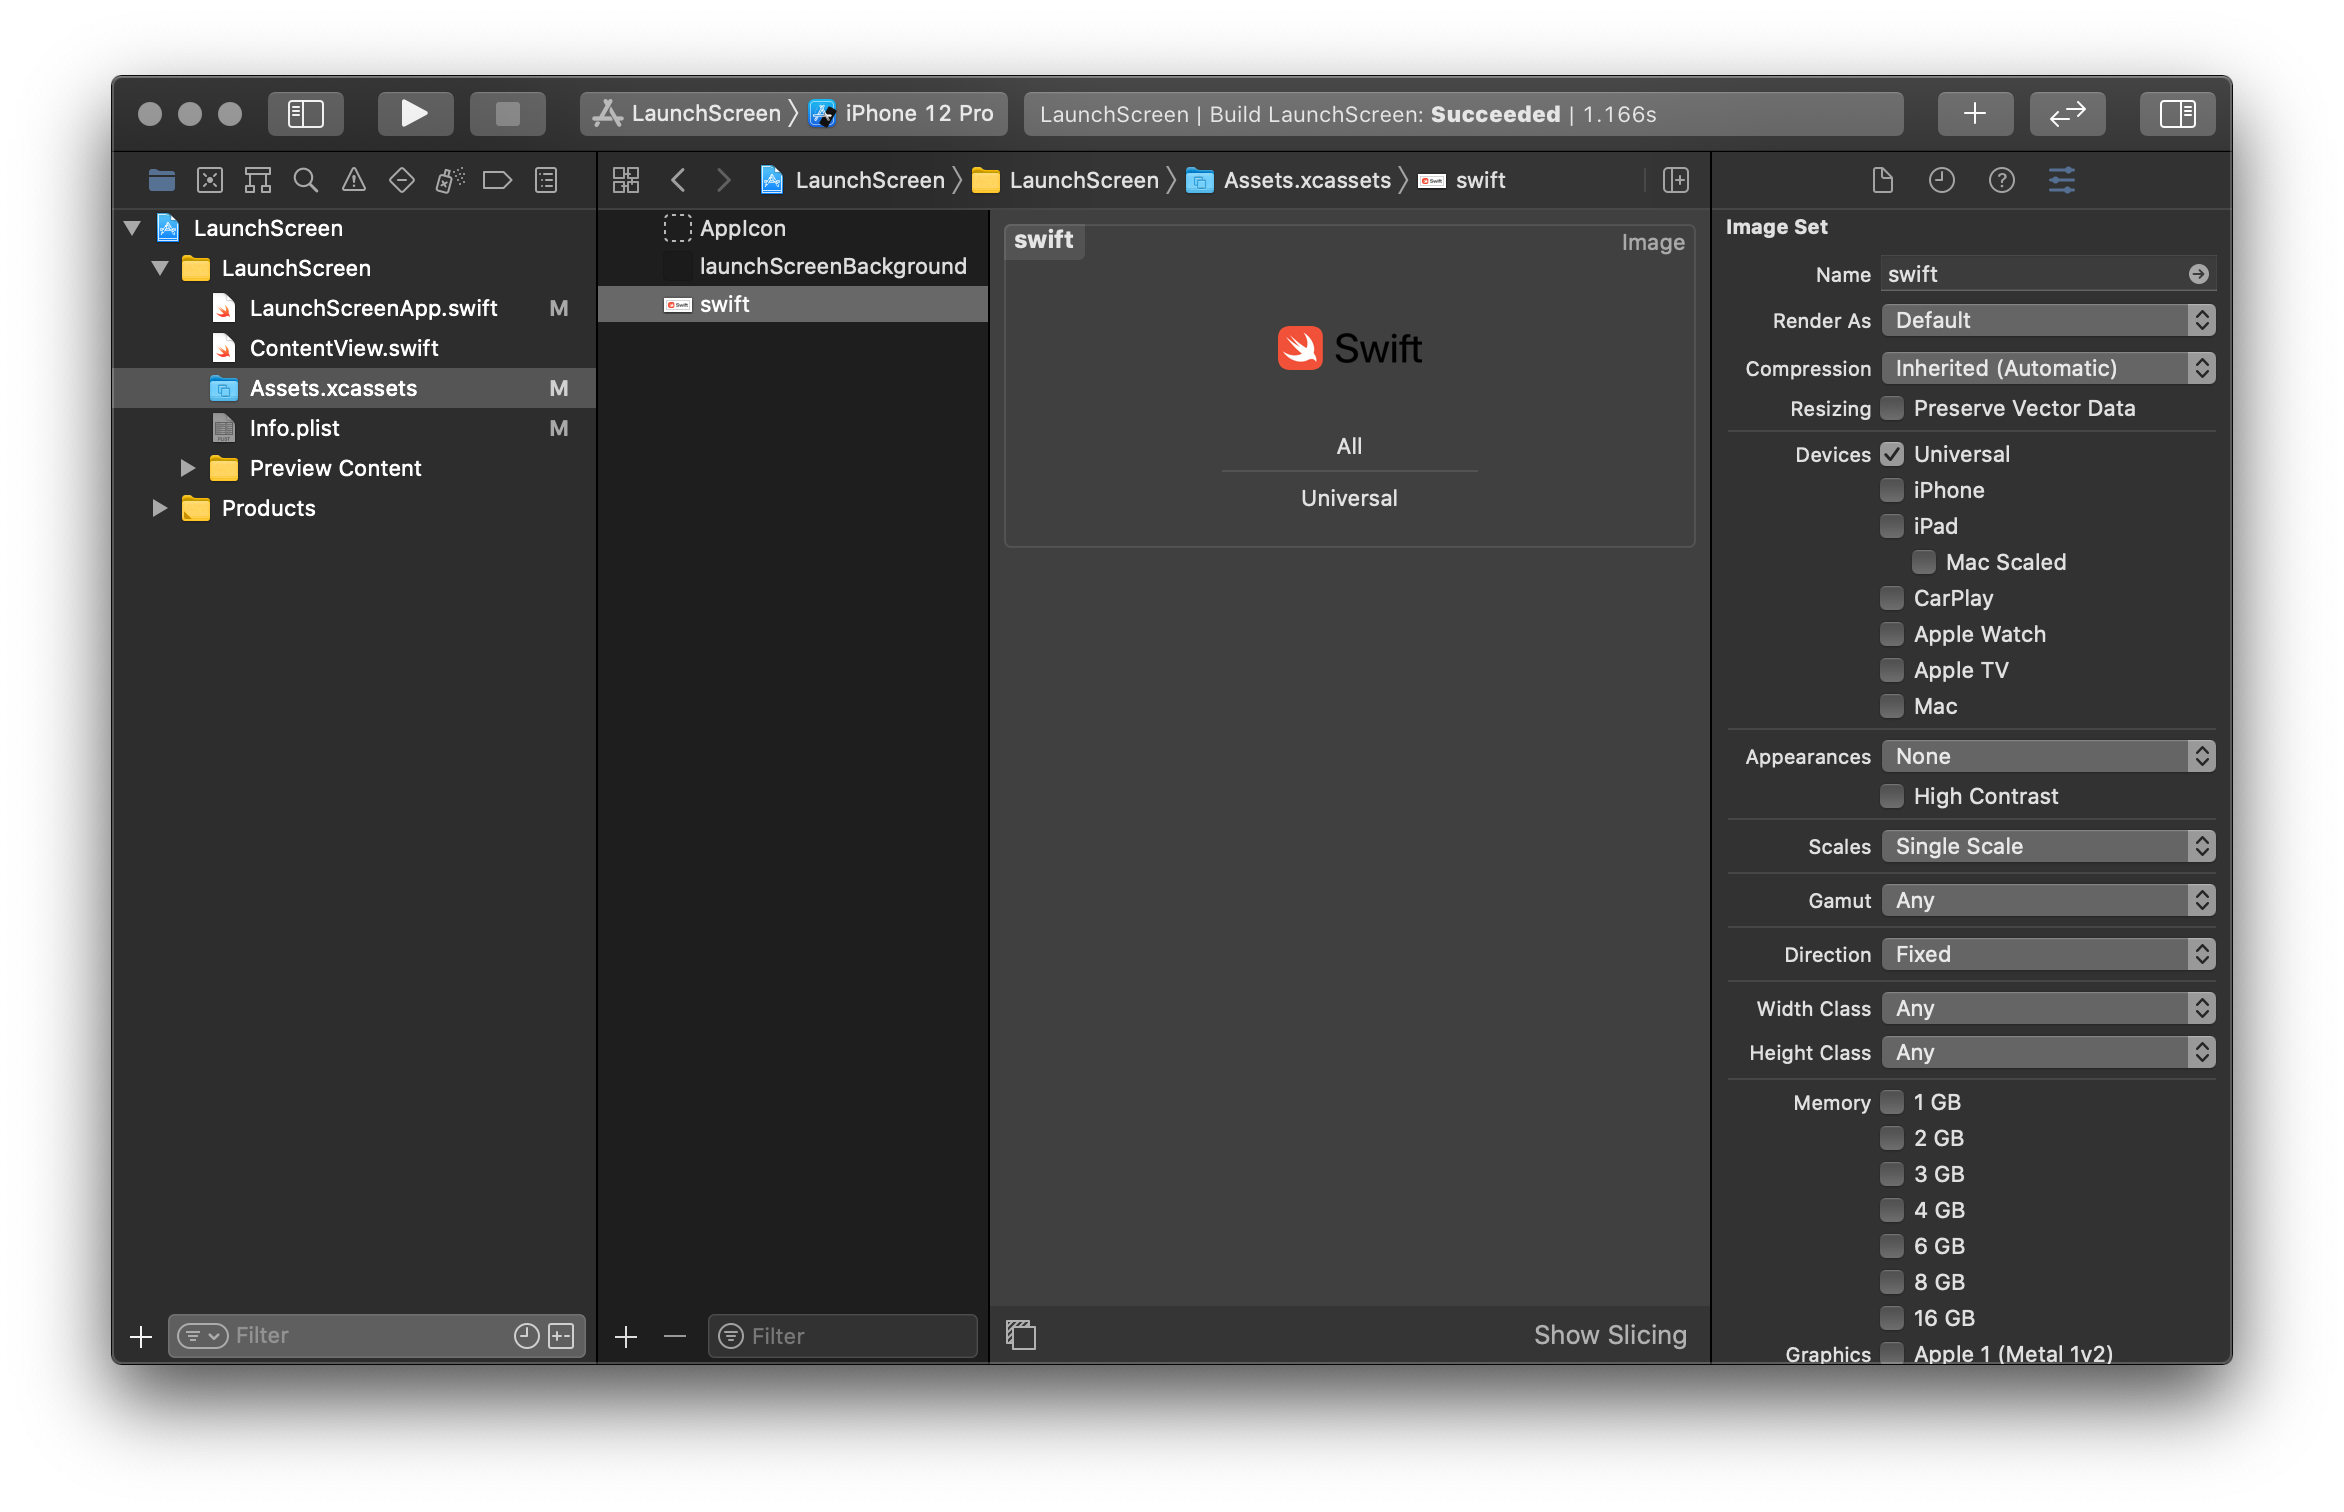 LaunchScreen 〉 iPhone 12 Pro
LaunchScreen | Build LaunchScreen: Succeeded | 1.166s
LaunchScreen
LaunchScreen
LaunchScreenApp.swift M
ContentView.swift
Assets.xcassets M
Info.plist M
Preview Content
Products
Filter
LaunchScreen 〉 LaunchScreen 〉 Assets.xcassets 〉 swift
AppIcon
launchScreenBackground
swift
Filter
swift
Image
Swift
All
Universal
Show Slicing
Image Set
Name swift
Render As Default
Compression Inherited (Automatic)
Resizing Preserve Vector Data
Devices Universal
iPhone
iPad
Mac Scaled
CarPlay
Apple Watch
Apple TV
Mac
Appearances None
High Contrast
Scales Single Scale
Gamut Any
Direction Fixed
Width Class Any
Height Class Any
Memory 1 GB
2 GB
3 GB
4 GB
6 GB
8 GB
16 GB
Graphics Apple 1 (Metal 1v2)